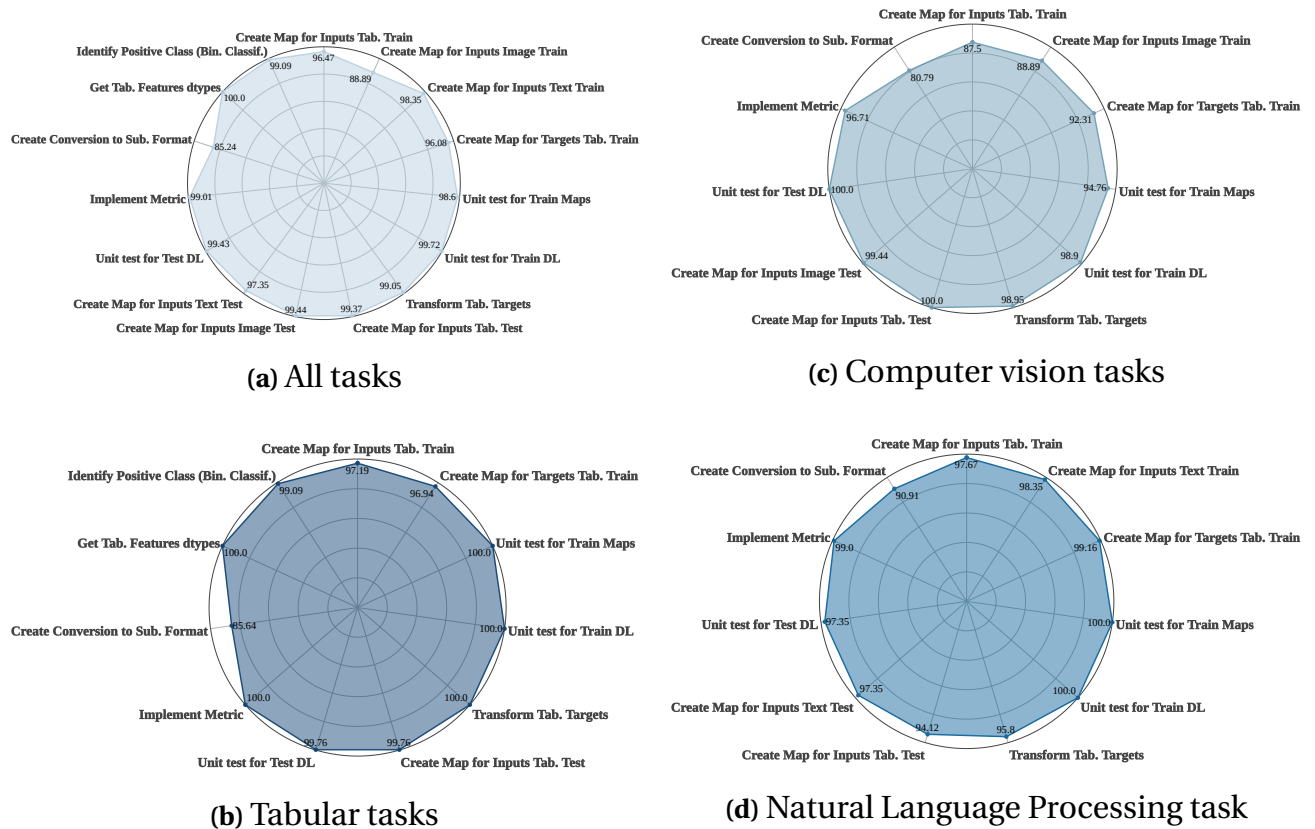 Create Map for Inputs Tab. Train
96.47
Identify Positive Class (Bin. Classif.)
99.09
Create Map for Inputs Image Train
88.89
Get Tab. Features dtypes
100.0
Create Map for Inputs Text Train
98.35
Create Conversion to Sub. Format
85.24
Create Map for Targets Tab. Train
96.08
Implement Metric
99.01
Unit test for Train Maps
98.6
Unit test for Test DL
99.43
Unit test for Train DL
99.72
Create Map for Inputs Text Test
97.35
Transform Tab. Targets
99.05
Create Map for Inputs Image Test
99.44
Create Map for Inputs Tab. Test
99.37
(a) All tasks
Create Map for Inputs Tab. Train
87.5
Create Conversion to Sub. Format
80.79
Create Map for Inputs Image Train
88.89
Implement Metric
96.71
Create Map for Targets Tab. Train
92.31
Unit test for Test DL
100.0
Unit test for Train Maps
94.76
Create Map for Inputs Image Test
99.44
Unit test for Train DL
98.9
Create Map for Inputs Tab. Test
100.0
Transform Tab. Targets
98.95
(c) Computer vision tasks
Create Map for Inputs Tab. Train
97.19
Identify Positive Class (Bin. Classif.)
99.09
Create Map for Targets Tab. Train
96.94
Get Tab. Features dtypes
100.0
Unit test for Train Maps
100.0
Create Conversion to Sub. Format
85.64
Unit test for Train DL
100.0
Implement Metric
100.0
Transform Tab. Targets
100.0
Unit test for Test DL
99.76
Create Map for Inputs Tab. Test
99.76
(b) Tabular tasks
Create Map for Inputs Tab. Train
97.67
Create Conversion to Sub. Format
90.91
Create Map for Inputs Text Train
98.35
Implement Metric
99.0
Create Map for Targets Tab. Train
99.16
Unit test for Test DL
97.35
Unit test for Train Maps
100.0
Create Map for Inputs Text Test
97.35
Unit test for Train DL
100.0
Create Map for Inputs Tab. Test
94.12
Transform Tab. Targets
95.8
(d) Natural Language Processing task